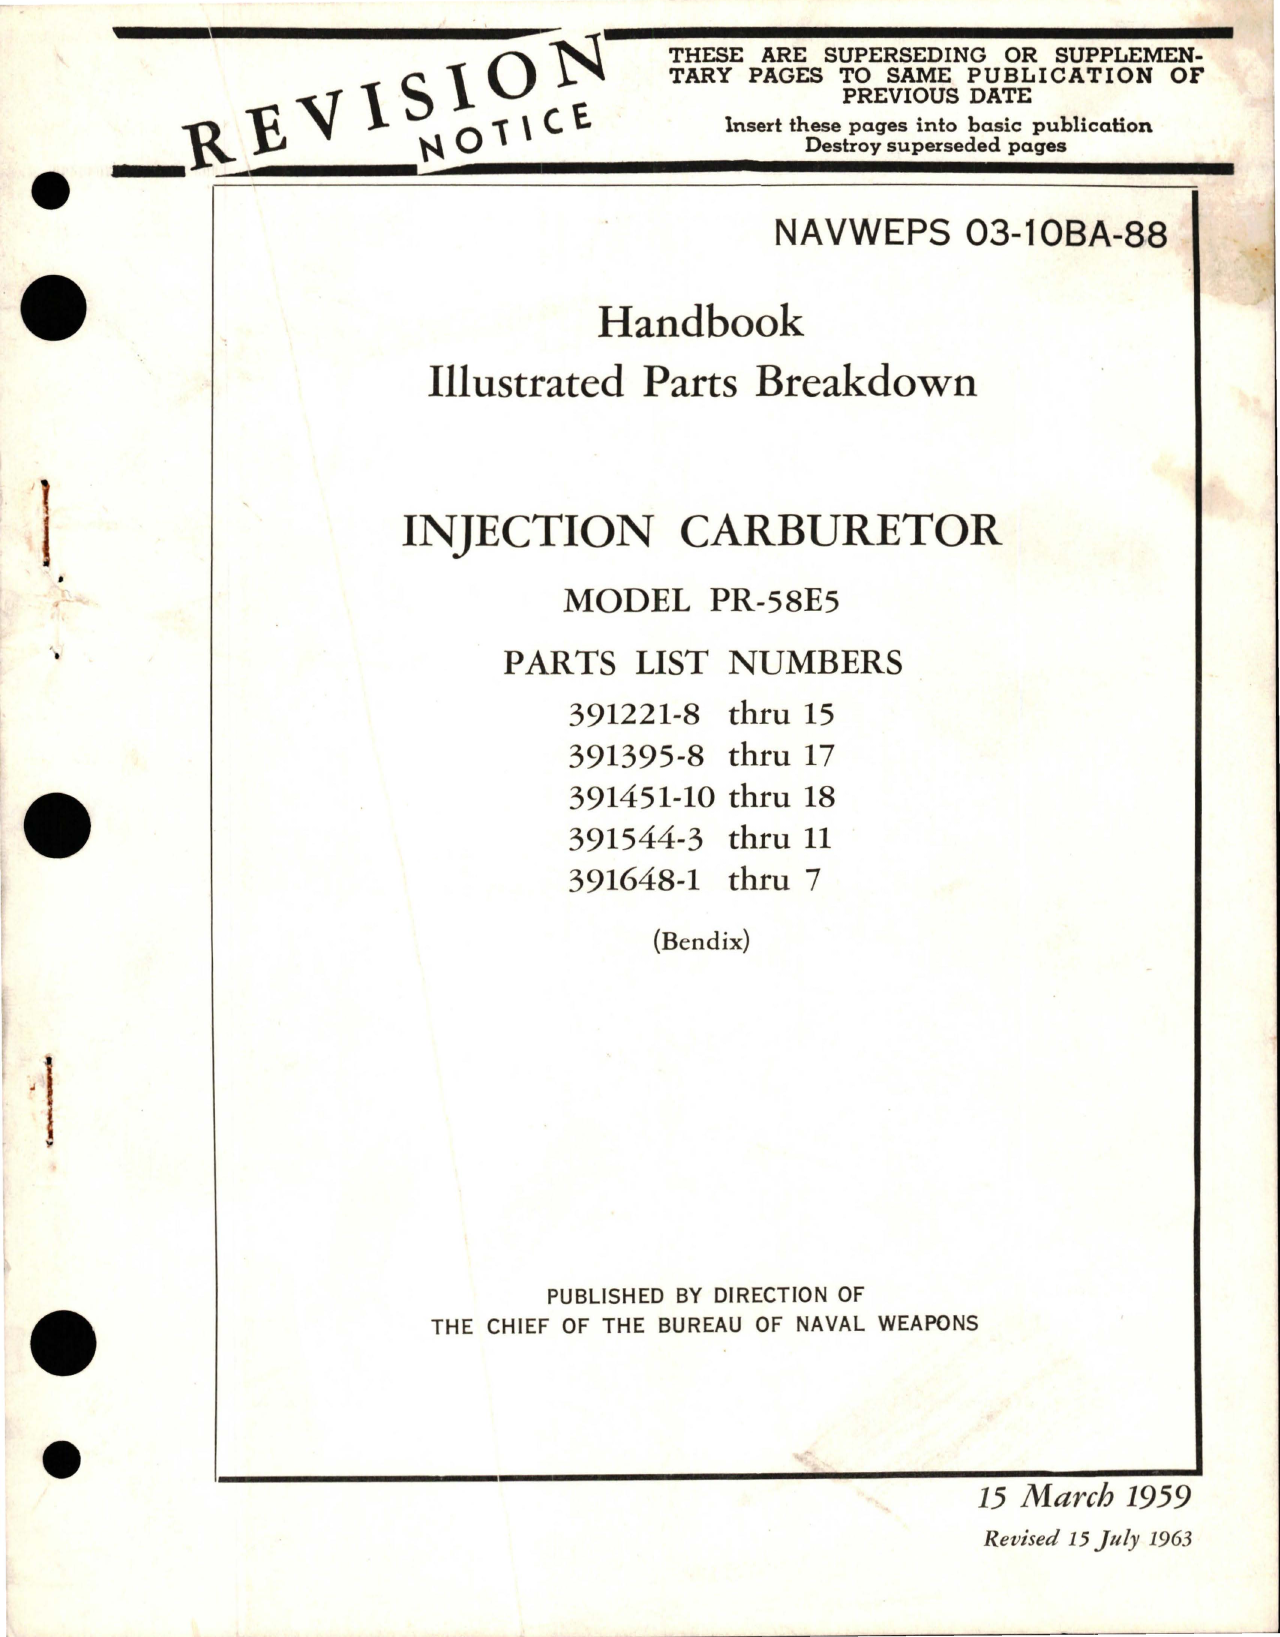 REVISION
NOTICE
THESE ARE SUPERSEDING OR SUPPLEMEN-
TARY PAGES TO SAME PUBLICATION OF
PREVIOUS DATE
Insert these pages into basic publication
Destroy superseded pages
NAVWEPS 03-10BA-88
Handbook
Illustrated Parts Breakdown
INJECTION CARBURETOR
MODEL PR-58E5
PARTS LIST NUMBERS
391221-8 thru 15
391395-8 thru 17
391451-10 thru 18
391544-3 thru 11
391648-1 thru 7
(Bendix)
PUBLISHED BY DIRECTION OF
THE CHIEF OF THE BUREAU OF NAVAL WEAPONS
15 March 1959
Revised 15 July 1963